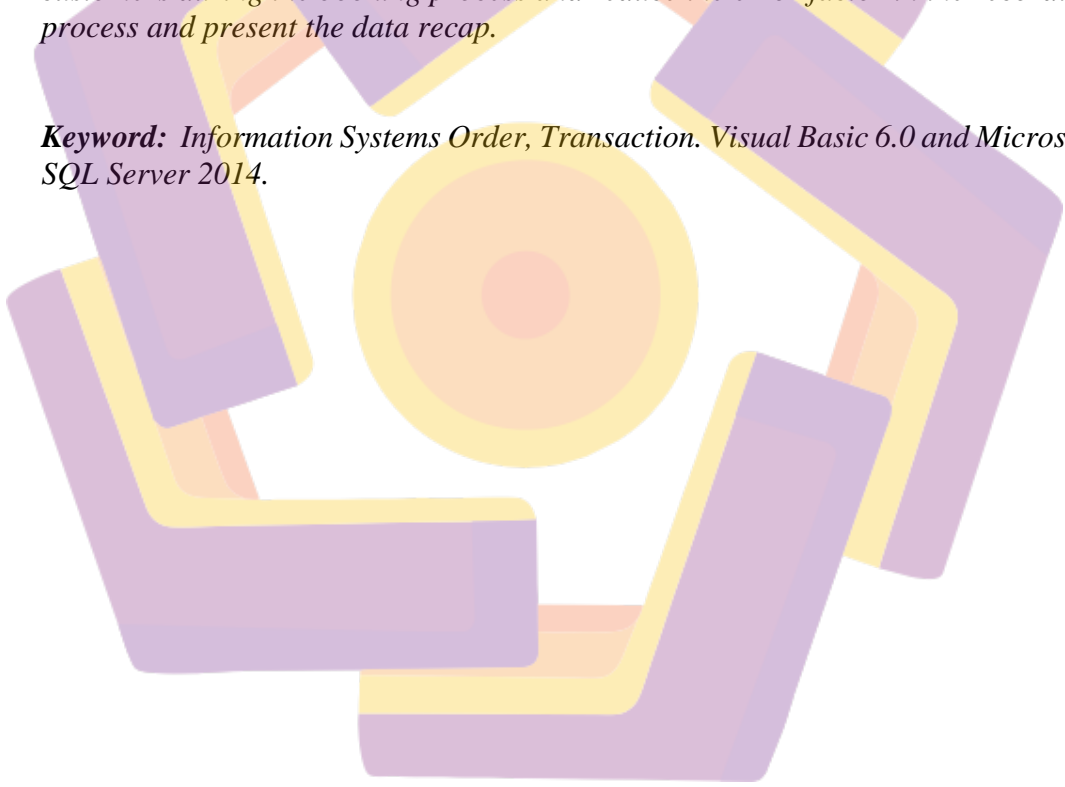 process and present the data recap.
Keyword: Information Systems Order, Transaction. Visual Basic 6.0 and Micros
SQL Server 2014.